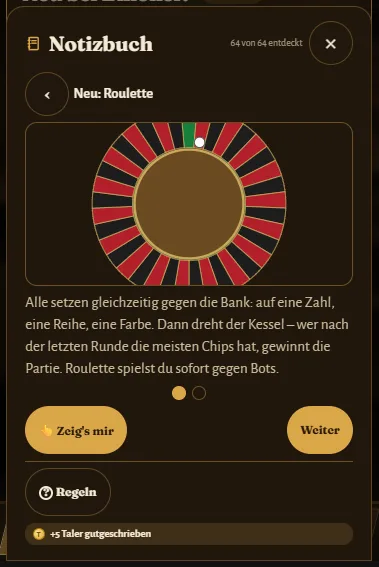 Notizbuch
64 von 64 entdeckt
Neu: Roulette
Alle setzen gleichzeitig gegen die Bank: auf eine Zahl,
eine Reihe, eine Farbe. Dann dreht der Kessel – wer nach
der letzten Runde die meisten Chips hat, gewinnt die
Partie. Roulette spielst du sofort gegen Bots.
👆 Zeig's mir
Weiter
? Regeln
T +5 Taler gutgeschrieben